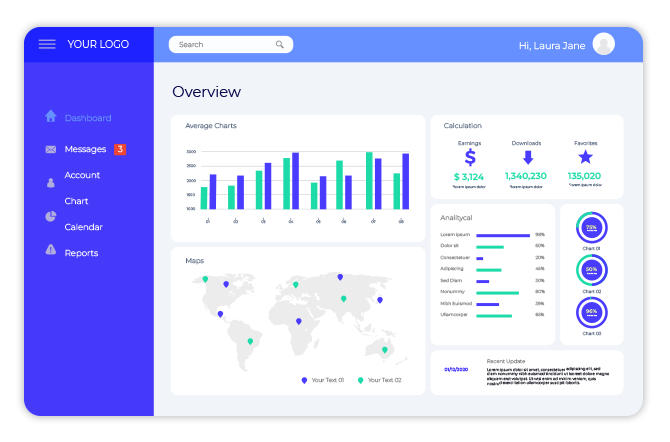 YOUR LOGO
Search
Hi, Laura Jane
Dashboard
Messages 3
Account
Chart
Calendar
Reports
Overview
Average Charts
3000
2500
2000
1500
1000
01 02 03 04 05 06 07 08
Calculation
Earnings Downloads Favorites
$
$ 3,124 1,340,230 135,020
*lorem ipsum dolor *lorem ipsum dolor *lorem ipsum dolor
Analitycal
Lorem ipsum 98%
Dolor sit 60%
Consectetuer 20%
Adipiscing 46%
Sed Diam 30%
Nonummy 80%
Nibh Euismod 39%
Ullamcorper 65%
75%
Chart 01
50%
Chart 02
96%
Chart 03
Maps
Your Text 01 Your Text 02
Recent Update
01/12/2020
Lorem ipsum dolor sit amet, consectetuer adipiscing elit, sed
diam nonummy nibh euismod tincidunt ut laoreet dolore magna
aliquam erat volutpat. Ut wisi enim ad minim veniam, quis
nostrud exerci tation ullamcorper suscipit lobortis.